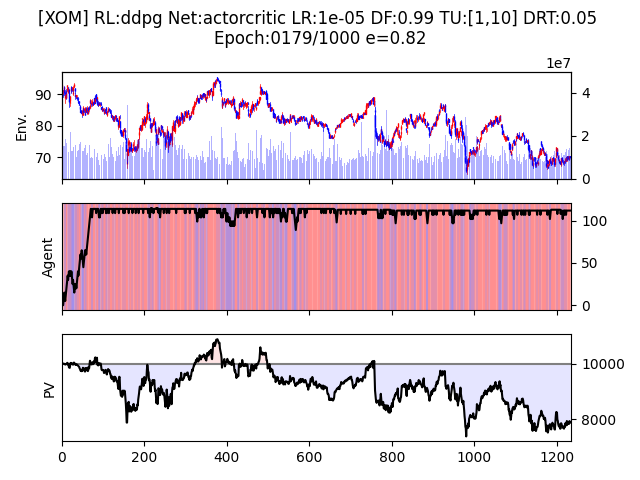 [XOM] RL:ddpg Net:actorcritic LR:1e-05 DF:0.99 TU:[1,10] DRT:0.05
Epoch:0179/1000 e=0.82
1e7
Env.
90
80
70
4
2
0
Agent
100
50
0
PV
10000
8000
0 200 400 600 800 1000 1200